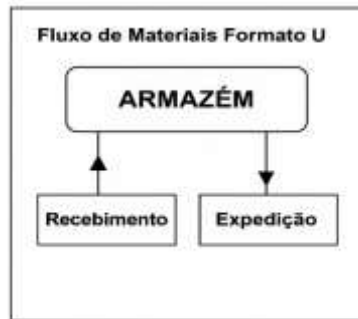 Fluxo de Materiais Formato U
ARMAZÉM
Recebimento
Expedição